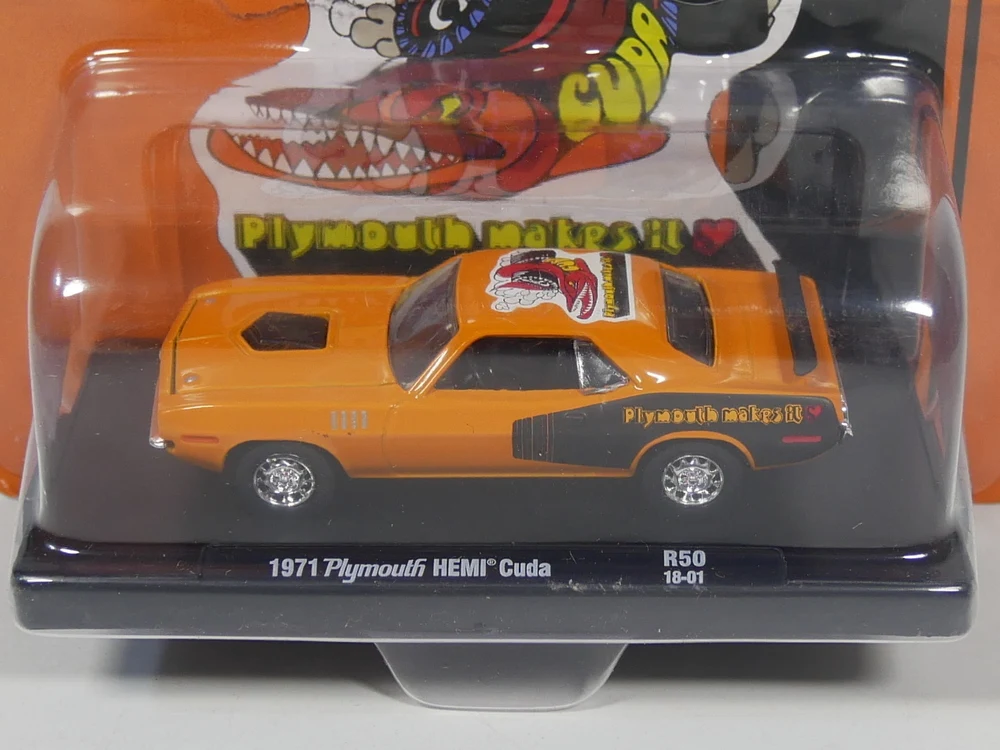 CUDA
Plymouth makes it
Plymouth makes it
1971 Plymouth HEMI® Cuda
R50
18-01